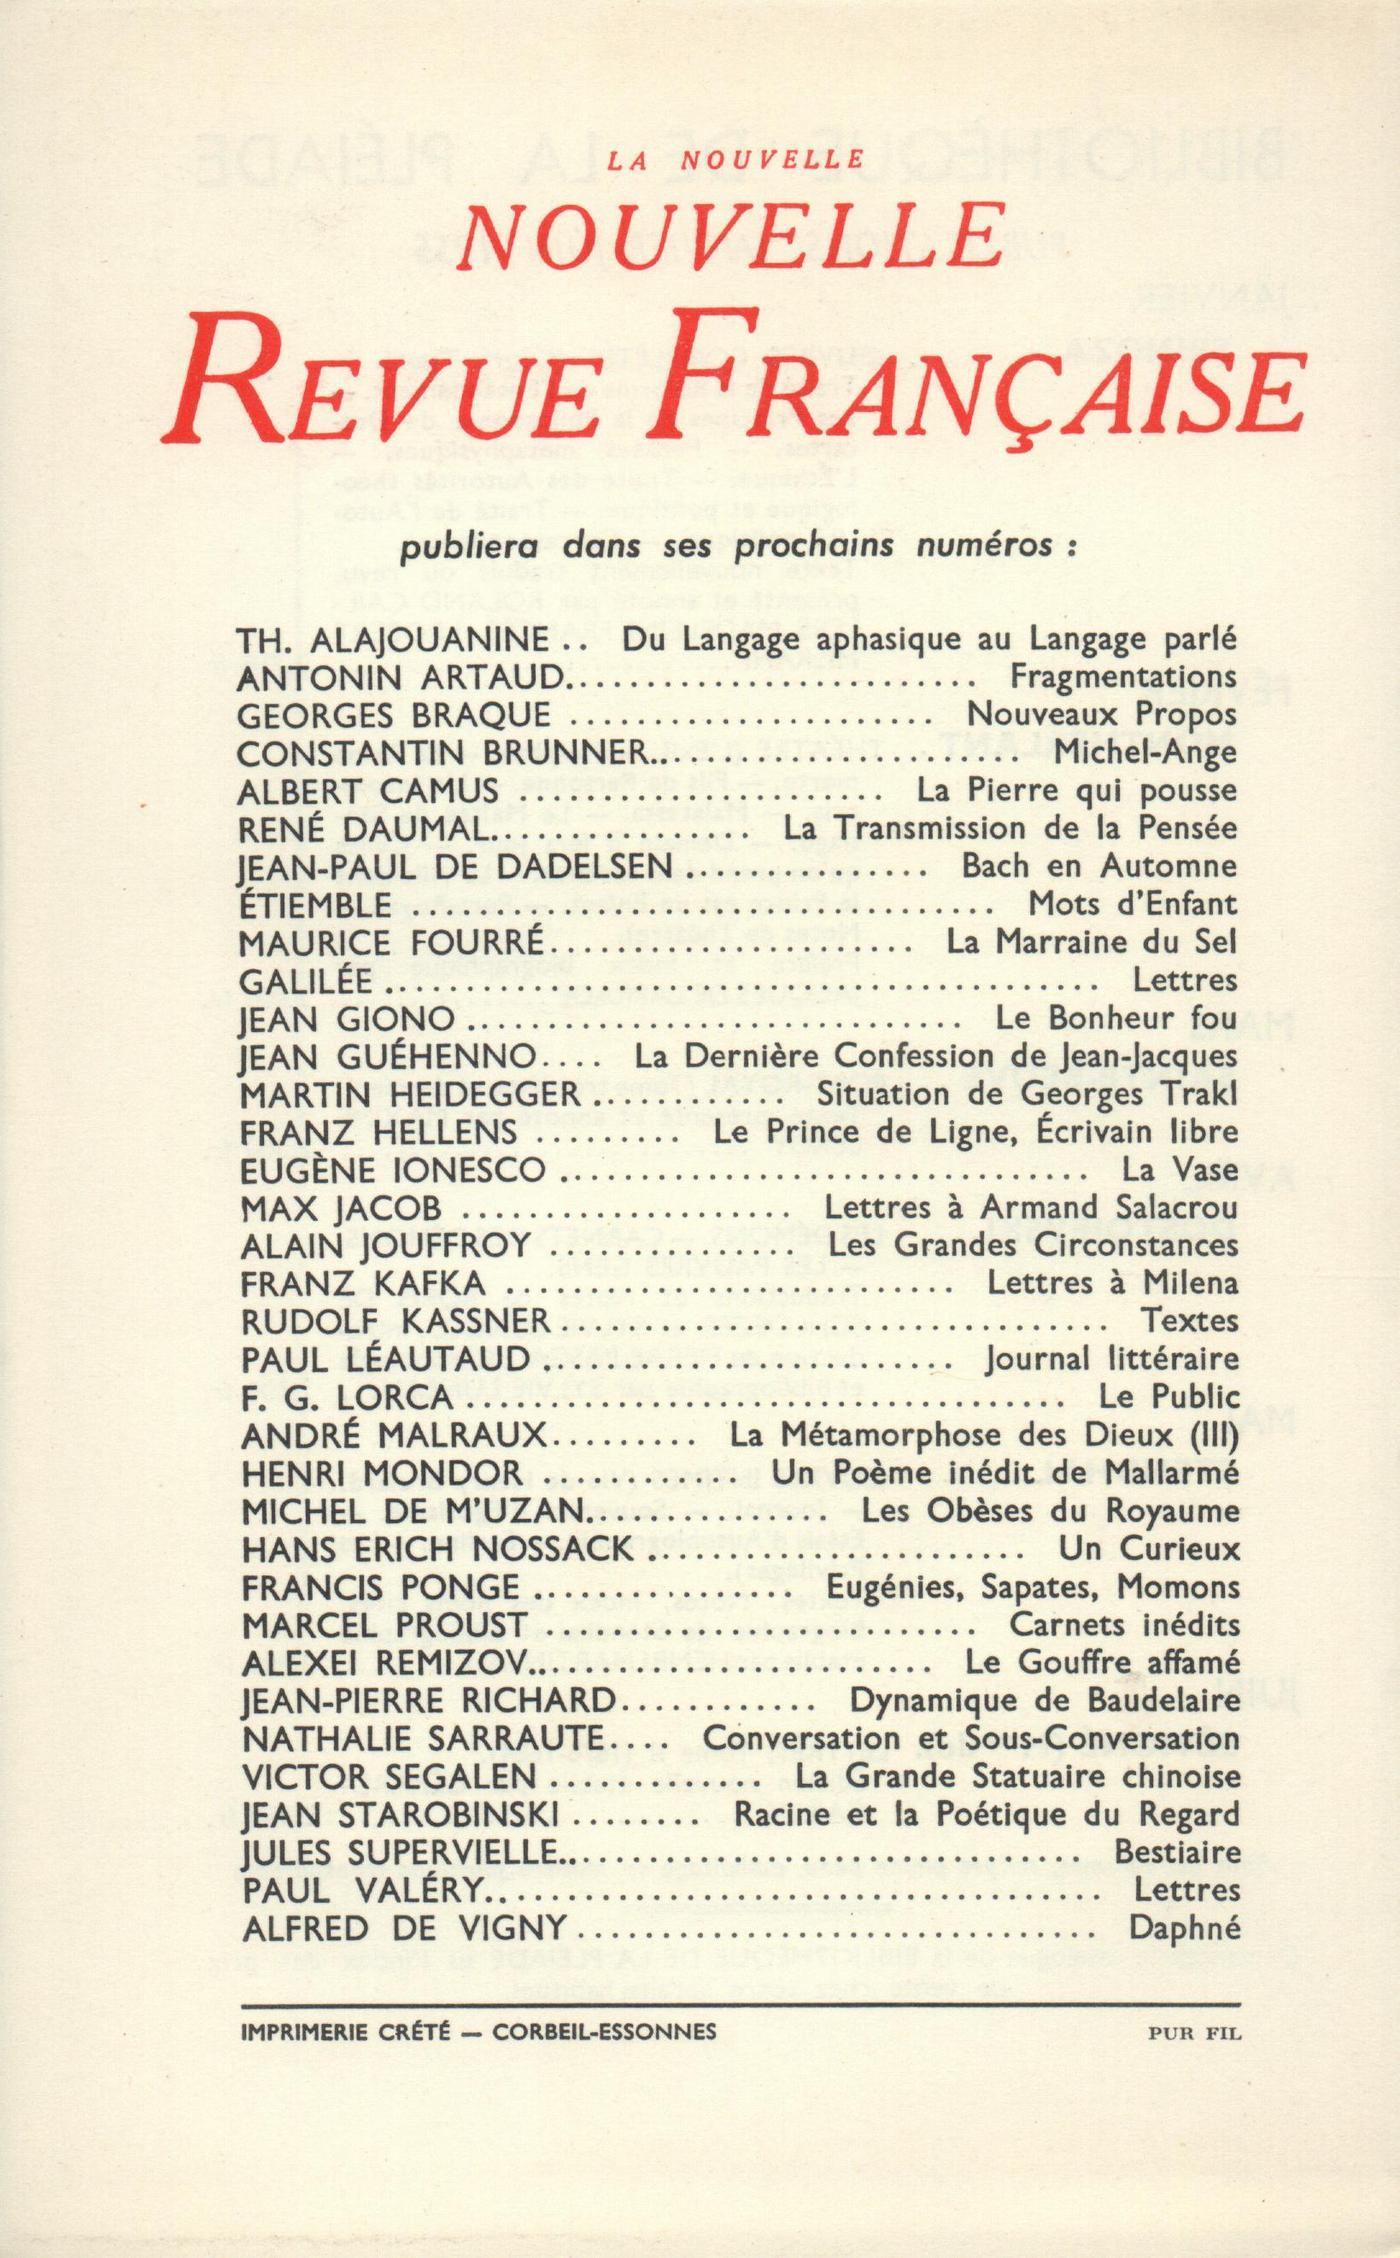 LA NOUVELLE
NOUVELLE
REVUE FRANÇAISE
publiera dans ses prochains numéros :
TH. ALAJOUANINE .. Du Langage aphasique au Langage parlé
ANTONIN ARTAUD......................... Fragmentations
GEORGES BRAQUE ...................... Nouveaux Propos
CONSTANTIN BRUNNER....................... Michel-Ange
ALBERT CAMUS ...................... La Pierre qui pousse
RENÉ DAUMAL................ La Transmission de la Pensée
JEAN-PAUL DE DADELSEN ............... Bach en Automne
ÉTIEMBLE ................................... Mots d'Enfant
MAURICE FOURRÉ...................... La Marraine du Sel
GALILÉE ........................................... Lettres
JEAN GIONO .............................. Le Bonheur fou
JEAN GUÉHENNO.... La Dernière Confession de Jean-Jacques
MARTIN HEIDEGGER ............ Situation de Georges Trakl
FRANZ HELLENS ......... Le Prince de Ligne, Écrivain libre
EUGÈNE IONESCO ................................ La Vase
MAX JACOB .................... Lettres à Armand Salacrou
ALAIN JOUFFROY ............... Les Grandes Circonstances
FRANZ KAFKA ........................... Lettres à Milena
RUDOLF KASSNER................................. Textes
PAUL LÉAUTAUD ......................... Journal littéraire
F. G. LORCA .................................... Le Public
ANDRÉ MALRAUX......... La Métamorphose des Dieux (III)
HENRI MONDOR ............ Un Poème inédit de Mallarmé
MICHEL DE M'UZAN............... Les Obèses du Royaume
HANS ERICH NOSSACK ....................... Un Curieux
FRANCIS PONGE ................ Eugénies, Sapates, Momons
MARCEL PROUST .......................... Carnets inédits
ALEXEI REMIZOV......................... Le Gouffre affamé
JEAN-PIERRE RICHARD............ Dynamique de Baudelaire
NATHALIE SARRAUTE.... Conversation et Sous-Conversation
VICTOR SEGALEN ............. La Grande Statuaire chinoise
JEAN STAROBINSKI ........ Racine et la Poétique du Regard
JULES SUPERVIELLE................................ Bestiaire
PAUL VALÉRY...................................... Lettres
ALFRED DE VIGNY................................ Daphné
IMPRIMERIE CRÉTÉ — CORBEIL-ESSONNES
PUR FIL